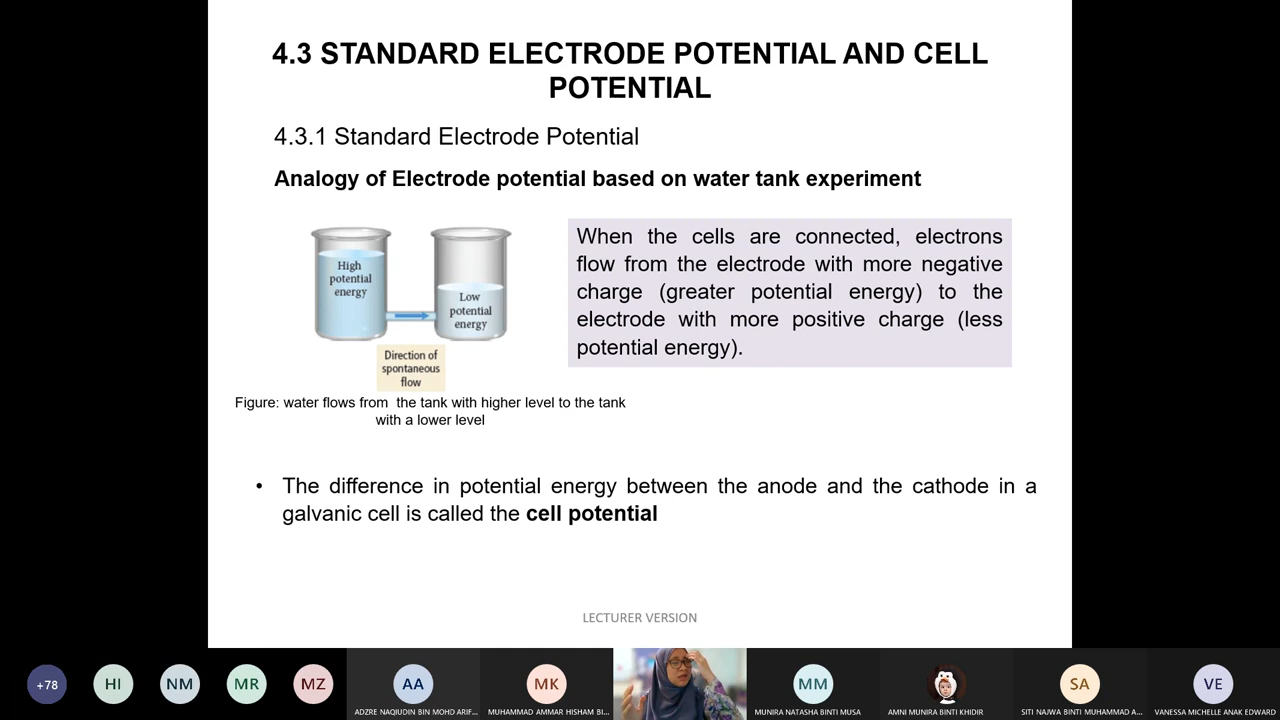 4.3 STANDARD ELECTRODE POTENTIAL AND CELL
POTENTIAL
4.3.1 Standard Electrode Potential
Analogy of Electrode potential based on water tank experiment
High
potential
energy
Low
potential
energy
Direction of
spontaneous
flow
Figure: water flows from the tank with higher level to the tank
with a lower level
When the cells are connected, electrons
flow from the electrode with more negative
charge (greater potential energy) to the
electrode with more positive charge (less
potential energy).
• The difference in potential energy between the anode and the cathode in a
galvanic cell is called the cell potential
LECTURER VERSION
+78
HI
NM
MR
MZ
AA
MK
MM
SA
VE
ADZRE NAQIUDIN BIN MOHD ARIF...
MUHAMMAD AMMAR HISHAM BI...
MUNIRA NATASHA BINTI MUSA
AMNI MUNIRA BINTI KHIDIR
SITI NAJWA BINTI MUHAMMAD A...
VANESSA MICHELLE ANAK EDWARD